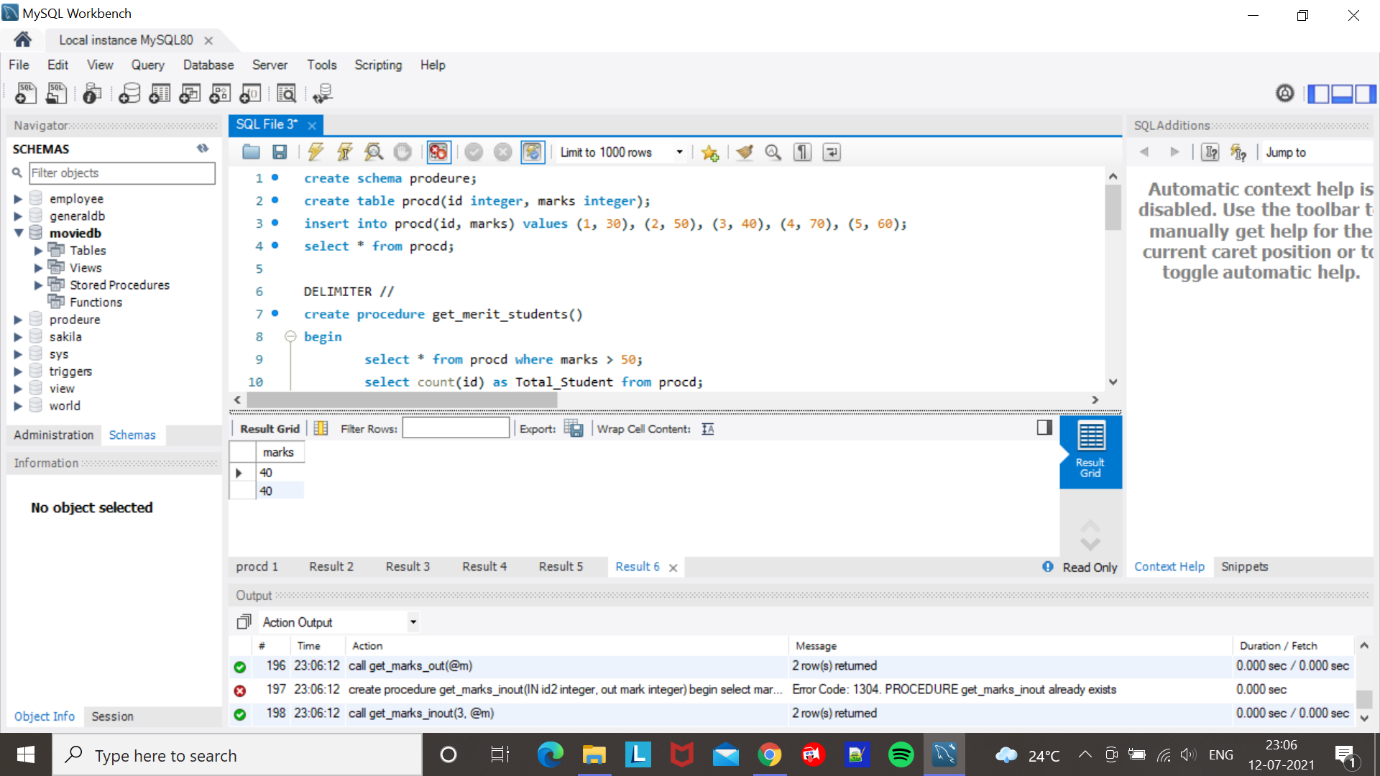 MySQL Workbench
Local instance MySQL80
File Edit View Query Database Server Tools Scripting Help
Navigator
SCHEMAS
Filter objects
employee
generaldb
moviedb
Tables
Views
Stored Procedures
Functions
prodeure
sakila
sys
triggers
view
world
Administration Schemas
Information
No object selected
Object Info Session
SQL File 3*
Limit to 1000 rows
1 create schema prodeure;
2 create table procd(id integer, marks integer);
3 insert into procd(id, marks) values (1, 30), (2, 50), (3, 40), (4, 70), (5, 60);
4 select * from procd;
5
6 DELIMITER //
7 create procedure get_merit_students()
8 begin
9 select * from procd where marks > 50;
10 select count(id) as Total_Student from procd;
Result Grid Filter Rows: Export: Wrap Cell Content:
marks
40
40
Result
Grid
procd 1 Result 2 Result 3 Result 4 Result 5 Result 6 Read Only
SQLAdditions
Jump to
Automatic context help is
disabled. Use the toolbar t
manually get help for the
current caret position or to
toggle automatic help.
Context Help Snippets
Output
Action Output
# Time Action Message Duration / Fetch
196 23:06:12 call get_marks_out(@m) 2 row(s) returned 0.000 sec / 0.000 sec
197 23:06:12 create procedure get_marks_inout(IN id2 integer, out mark integer) begin select mar... Error Code: 1304. PROCEDURE get_marks_inout already exists 0.000 sec
198 23:06:12 call get_marks_inout(3, @m) 2 row(s) returned 0.000 sec / 0.000 sec
Type here to search
24°C
ENG
23:06
12-07-2021
1